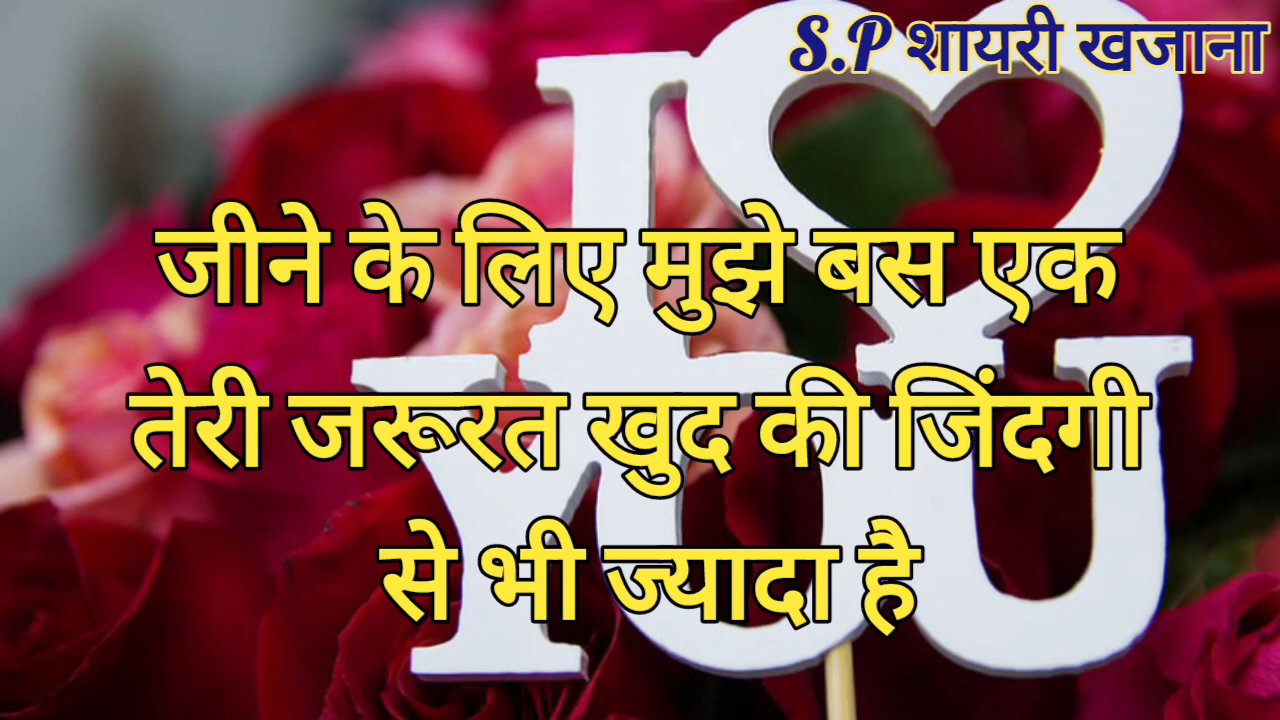 S.P शायरी खजाना
I ♥
YOU
जीने के लिए मुझे बस एक
तेरी जरूरत खुद की जिंदगी
से भी ज्यादा है